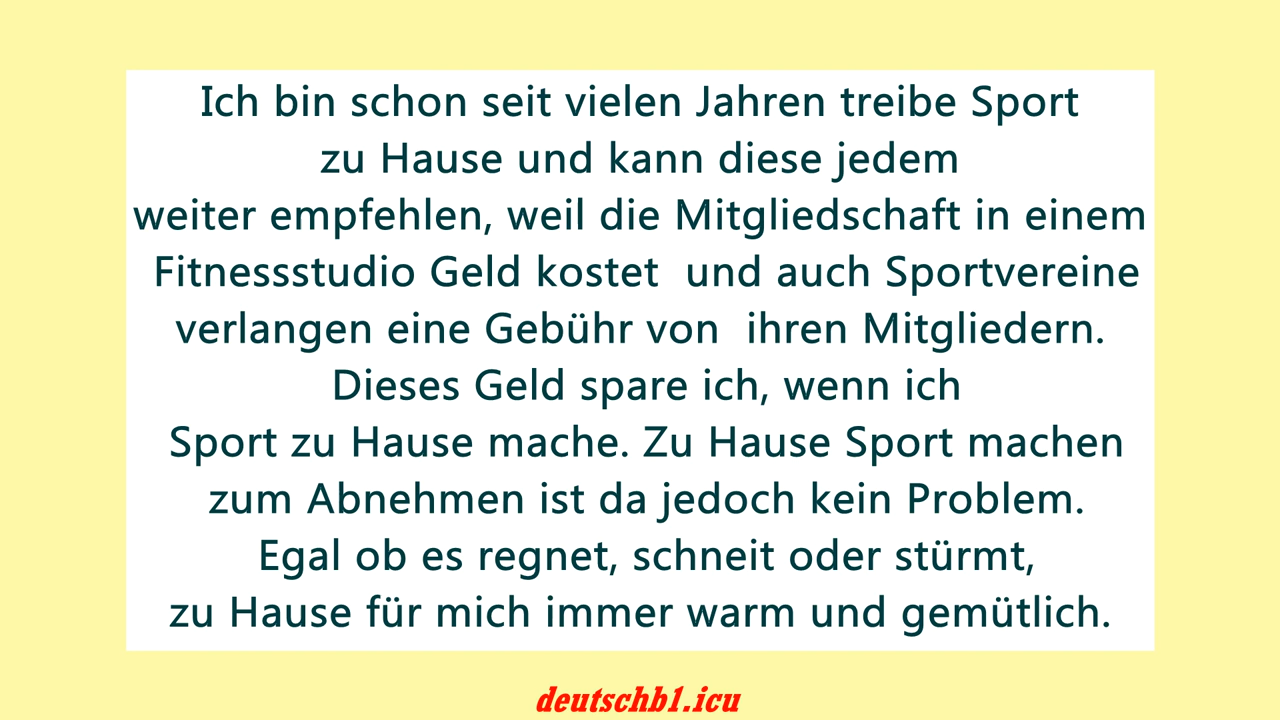 Ich bin schon seit vielen Jahren treibe Sport
zu Hause und kann diese jedem
weiter empfehlen, weil die Mitgliedschaft in einem
Fitnessstudio Geld kostet  und auch Sportvereine
verlangen eine Gebühr von  ihren Mitgliedern.
Dieses Geld spare ich, wenn ich
Sport zu Hause mache. Zu Hause Sport machen
zum Abnehmen ist da jedoch kein Problem.
Egal ob es regnet, schneit oder stürmt,
zu Hause für mich immer warm und gemütlich.
deutschb1.icu